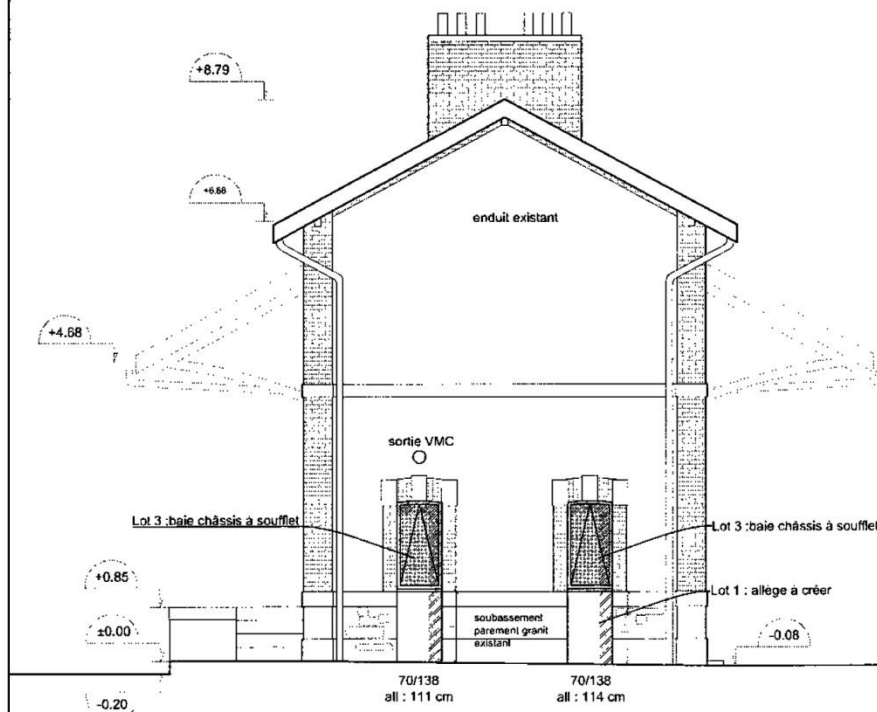 +8.79
+6.68
enduit existant
+4.68
sortie VMC
Lot 3 :baie châssis à soufflet
Lot 3 :baie châssis à soufflet
+0.85
Lot 1 : allège à créer
soubassement
parement granit
existant
±0.00
-0.08
70/138
all : 111 cm
70/138
all : 114 cm
-0.20